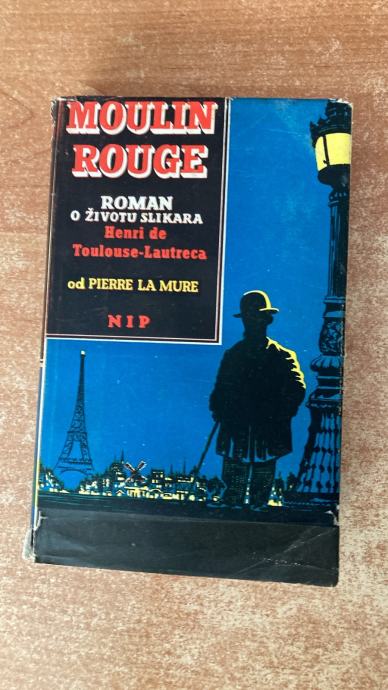 MOULIN
ROUGE
ROMAN
O ŽIVOTU SLIKARA
Henri de
Toulouse-Lautreca
od PIERRE LA MURE
NIP